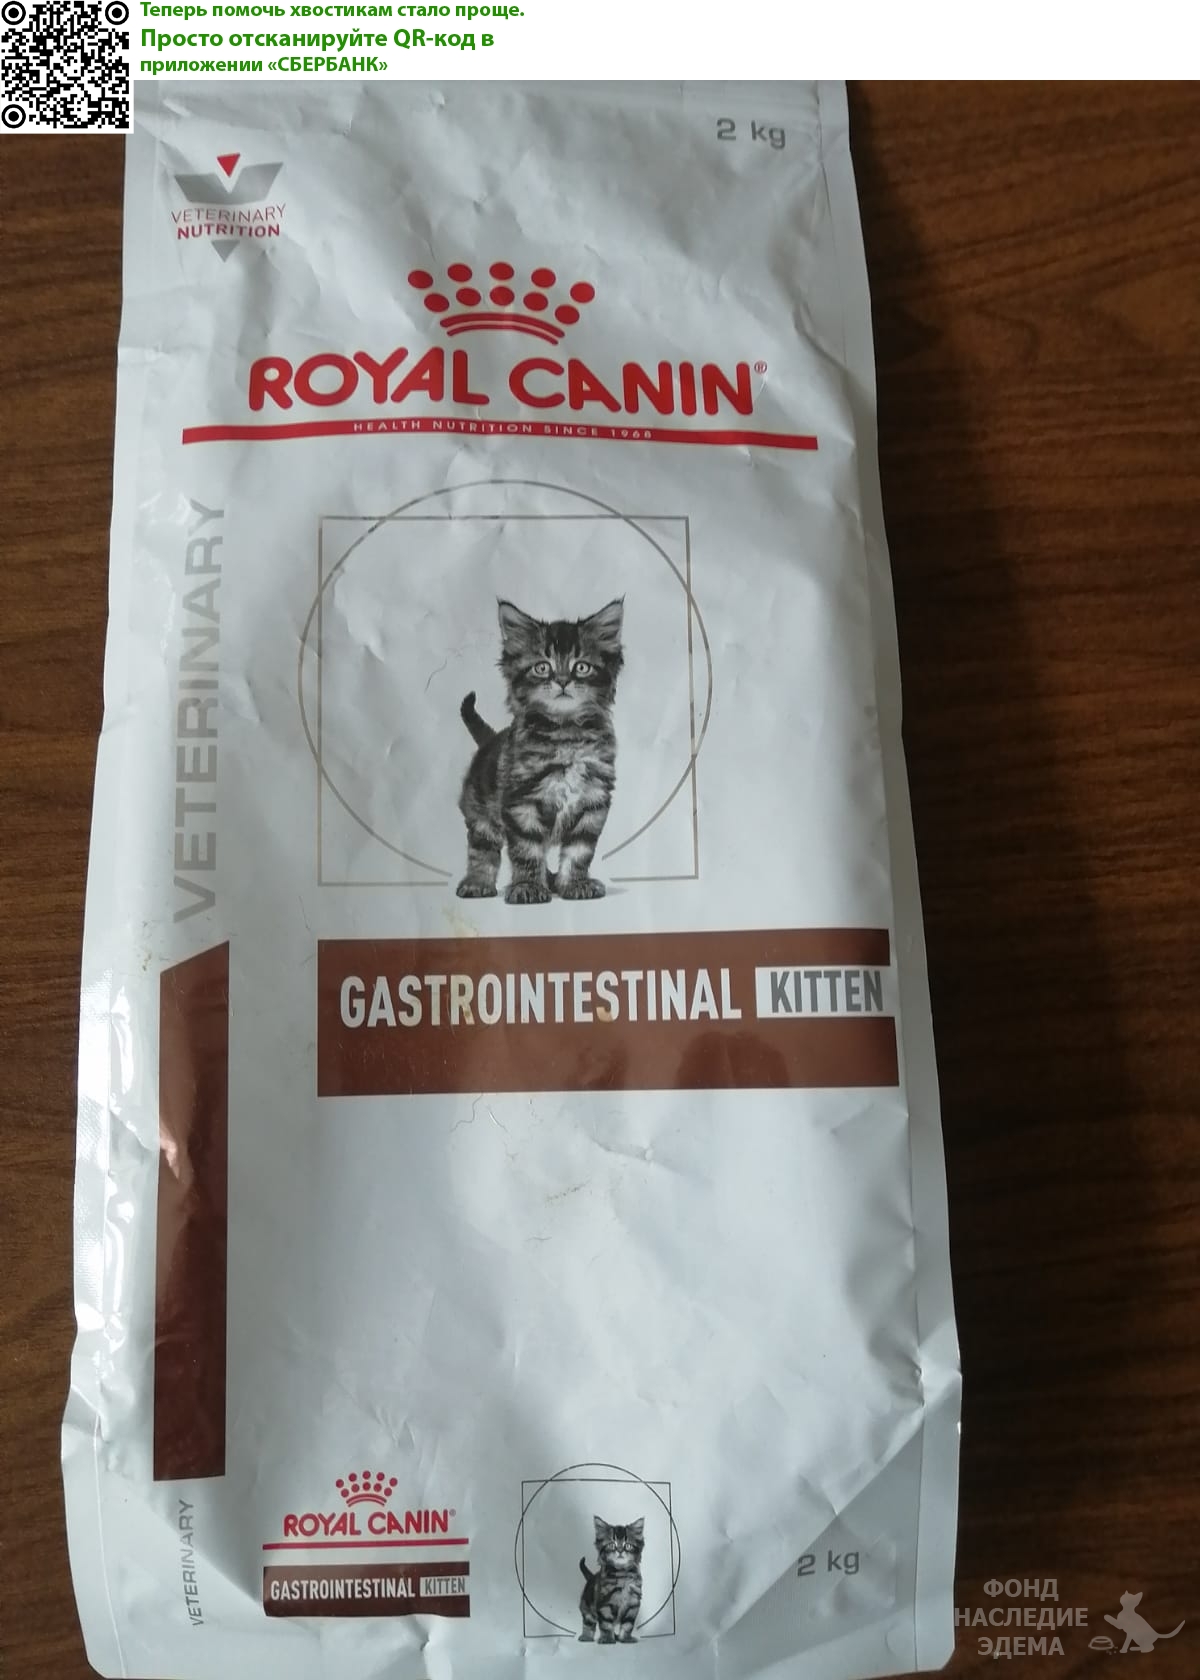 Теперь помочь хвостикам стало проще.
Просто отсканируйте QR-код в
приложении «СБЕРБАНК»
2 kg
VETERINARY
NUTRITION
ROYAL CANIN®
HEALTH NUTRITION SINCE 1968
VETERINARY
GASTROINTESTINAL KITTEN
VETERINARY
ROYAL CANIN®
GASTROINTESTINAL KITTEN
2 kg
ФОНД
НАСЛЕДИЕ
ЭДЕМА